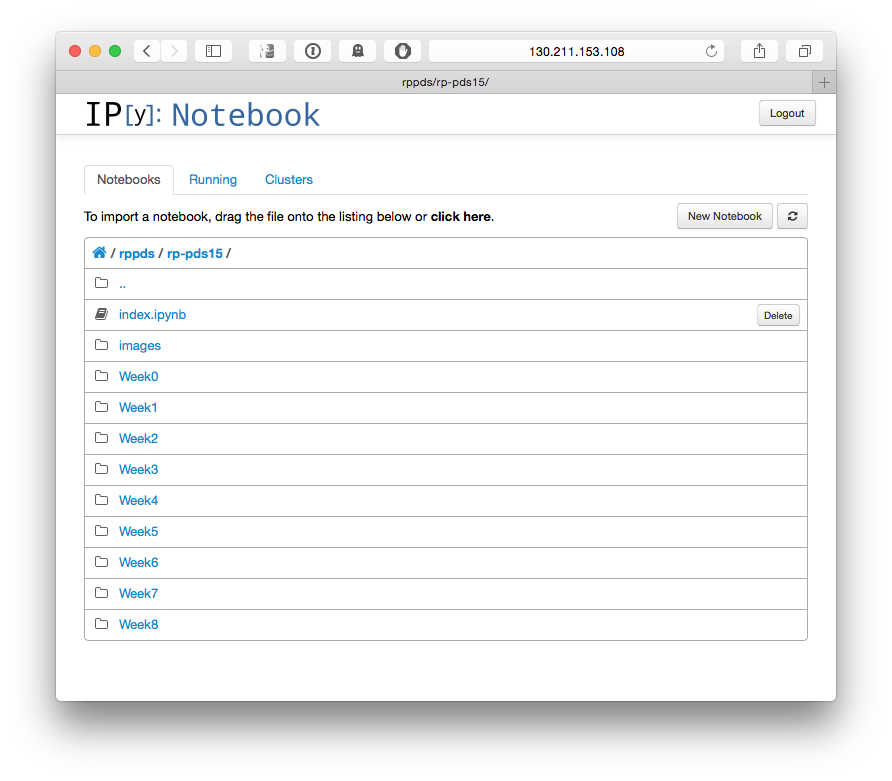 130.211.153.108
rppds/rp-pds15/
IP[y]: Notebook
Logout
Notebooks Running Clusters
To import a notebook, drag the file onto the listing below or click here.
New Notebook
/ rppds / rp-pds15 /
..
index.ipynb
Delete
images
Week0
Week1
Week2
Week3
Week4
Week5
Week6
Week7
Week8